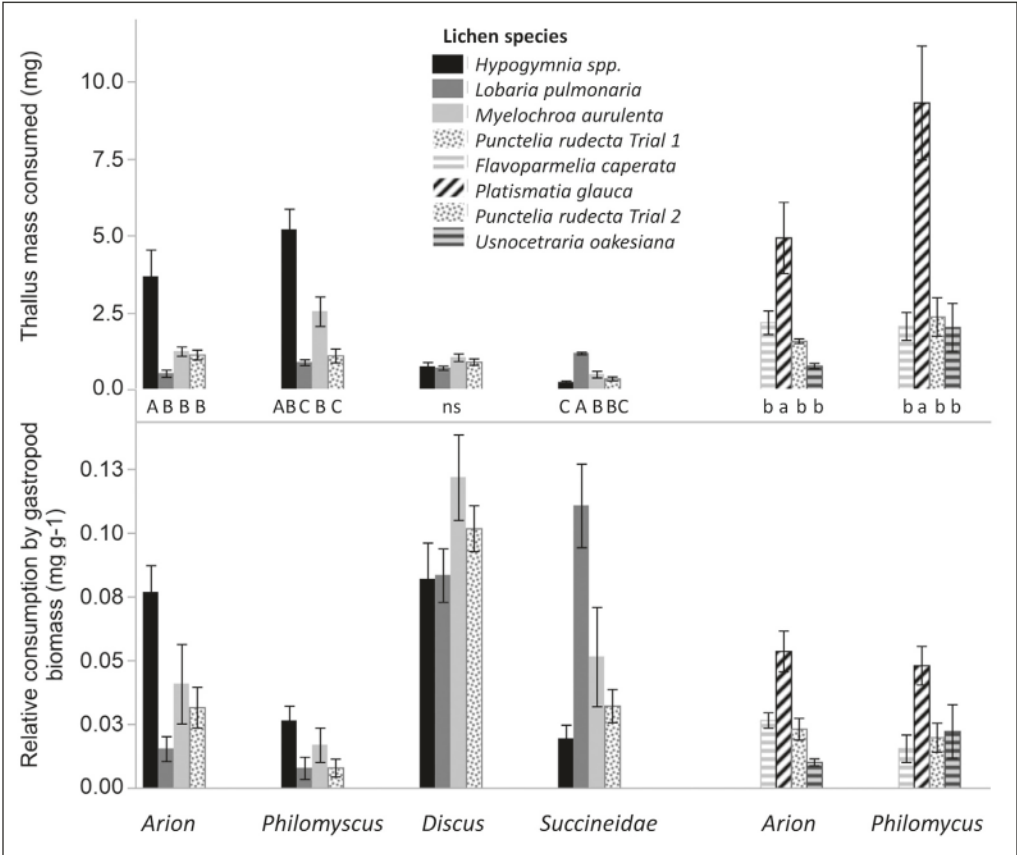 Lichen species
Hypogymnia spp.
Lobaria pulmonaria
Myelochroa aurulenta
Punctelia rudecta Trial 1
Flavoparmelia caperata
Platismatia glauca
Punctelia rudecta Trial 2
Usnocetraria oakesiana
Thallus mass consumed (mg)
10.0
7.5
5.0
2.5
0.0
A B B B
AB C B C
ns
C A B BC
b a b b
b a b b
Relative consumption by gastropod
biomass (mg g-1)
0.13
0.10
0.08
0.05
0.03
0.00
Arion
Philomyscus
Discus
Succineidae
Arion
Philomycus